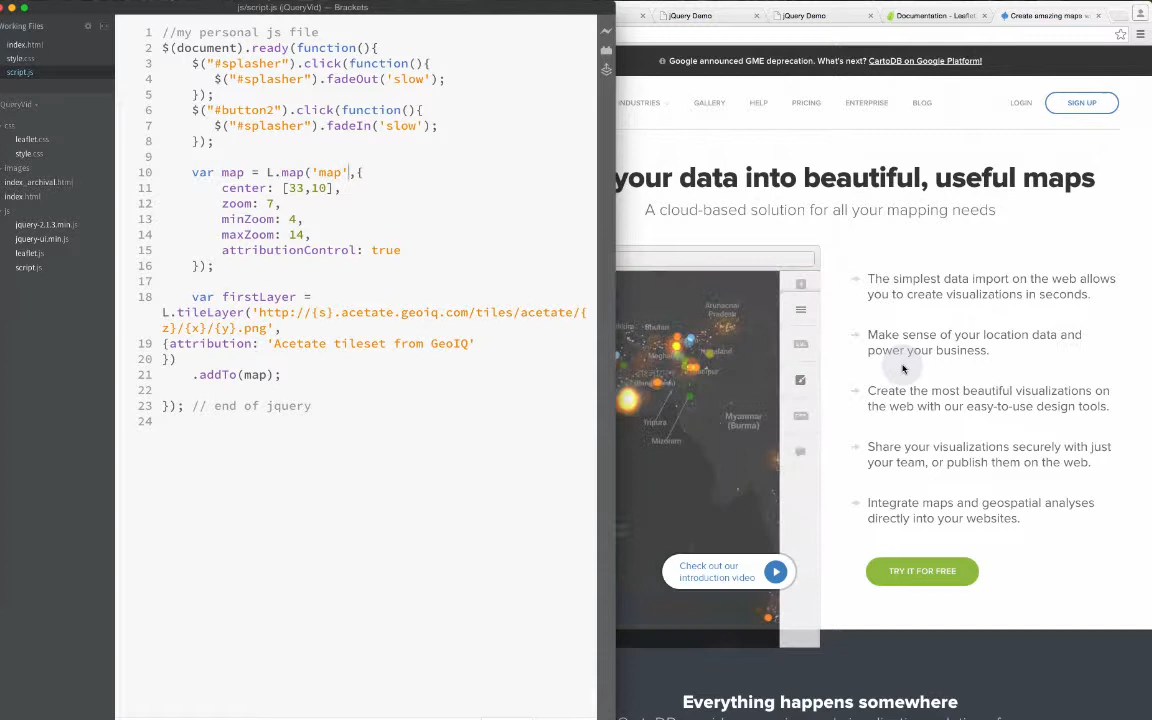 js/script.js (jQueryVid) — Brackets
Working Files
index.html
style.css
script.js
QueryVid
css
leaflet.css
style.css
images
index_archival.html
index.html
js
jquery-2.1.3.min.js
jquery-ui.min.js
leaflet.js
script.js
1 //my personal js file
2 $(document).ready(function(){
3 $("#splasher").click(function(){
4 $("#splasher").fadeOut('slow');
5 });
6 $("#button2").click(function(){
7 $("#splasher").fadeIn('slow');
8 });
9
10 var map = L.map('map',{
11 center: [33,10],
12 zoom: 7,
13 minZoom: 4,
14 maxZoom: 14,
15 attributionControl: true
16 });
17
18 var firstLayer =
L.tileLayer('http://{s}.acetate.geoiq.com/tiles/acetate/{
z}/{x}/{y}.png',
19 {attribution: 'Acetate tileset from GeoIQ'
20 })
21 .addTo(map);
22
23 }); // end of jquery
24
jQuery Demo
jQuery Demo
Documentation - Leafle
Create amazing maps
Google announced GME deprecation. What's next? CartoDB on Google Platform!
INDUSTRIES
GALLERY
HELP
PRICING
ENTERPRISE
BLOG
LOGIN
SIGN UP
your data into beautiful, useful maps
A cloud-based solution for all your mapping needs
Arunachal
Pradesh
Bhutan
Nagaland
Myanmar
(Burma)
Tripura
Mizoram
The simplest data import on the web allows
you to create visualizations in seconds.
Make sense of your location data and
power your business.
Create the most beautiful visualizations on
the web with our easy-to-use design tools.
Share your visualizations securely with just
your team, or publish them on the web.
Integrate maps and geospatial analyses
directly into your websites.
Check out our
introduction video
TRY IT FOR FREE
Everything happens somewhere